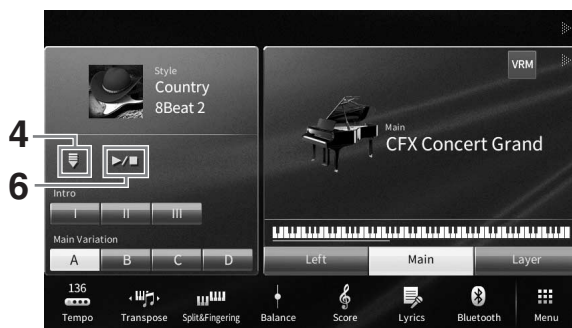 Style
Country
8Beat 2
VRM
Main
CFX Concert Grand
4
6
Intro
I
II
III
Main Variation
A
B
C
D
Left
Main
Layer
136
Tempo
Transpose
Split&Fingering
Balance
Score
Lyrics
Bluetooth
Menu